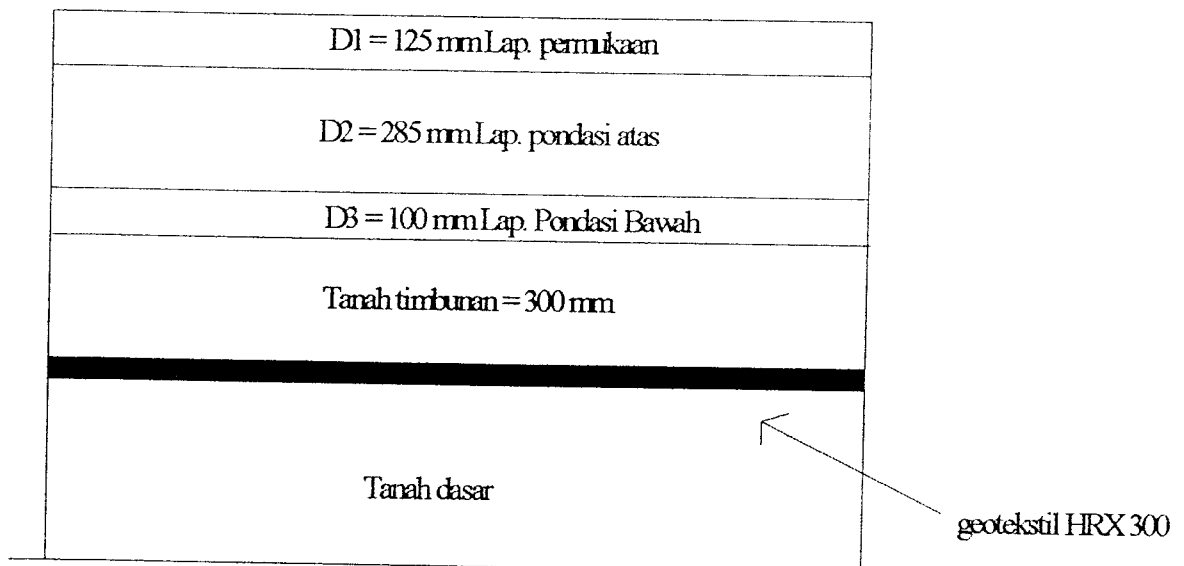 D1 = 125 mm Lap. permukaan
D2 = 285 mm Lap. pondasi atas
D3 = 100 mm Lap. Pondasi Bawah
Tanah timbunan = 300 mm
Tanah dasar
geotekstil HRX 300